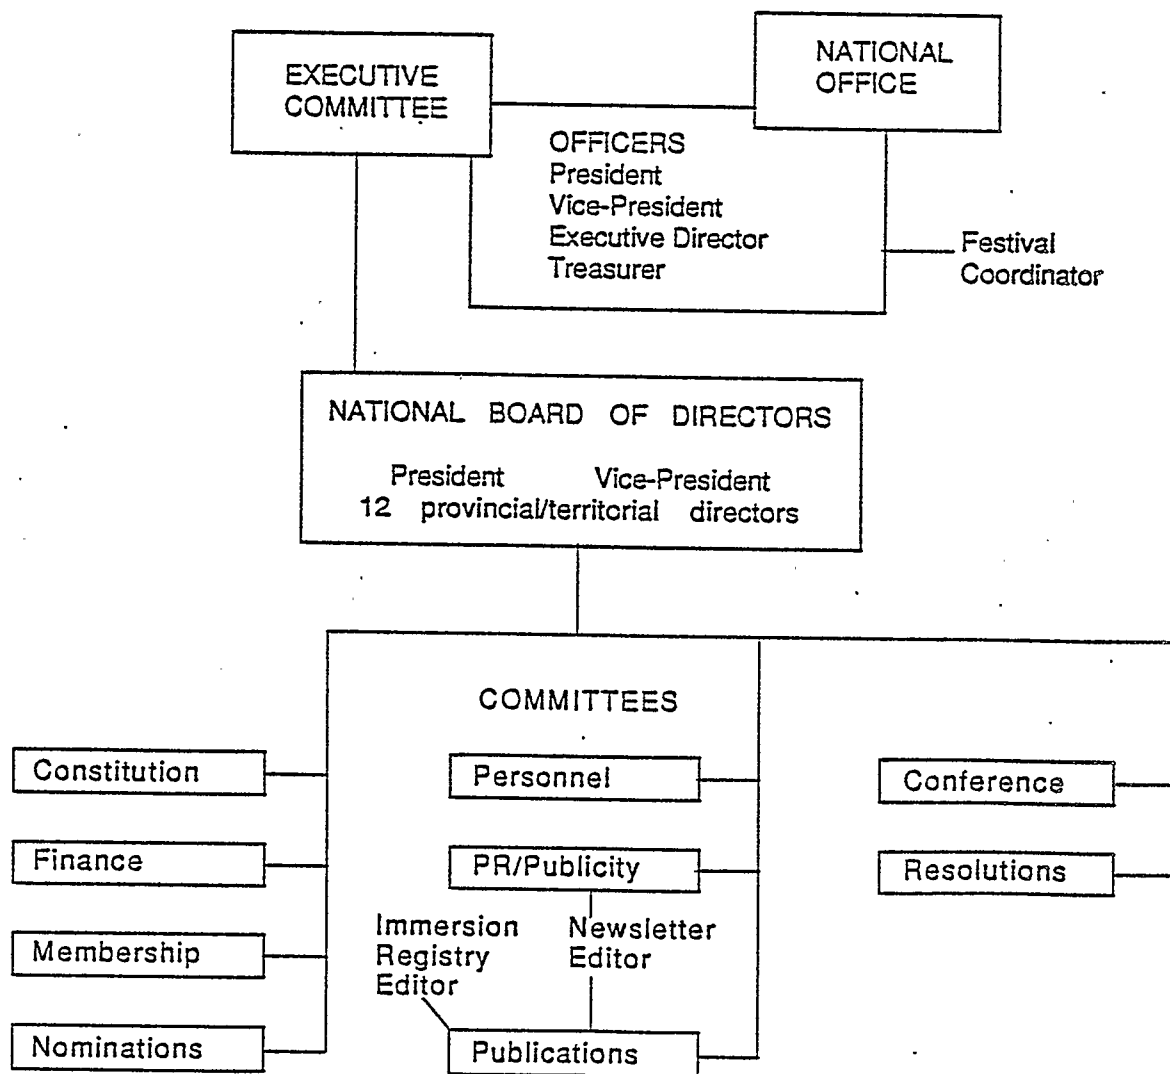 EXECUTIVE
COMMITTEE
NATIONAL
OFFICE
OFFICERS
President
Vice-President
Executive Director
Treasurer
Festival
Coordinator
NATIONAL BOARD OF DIRECTORS
President Vice-President
12 provincial/territorial directors
COMMITTEES
Constitution
Finance
Membership
Nominations
Personnel
PR/Publicity
Immersion
Registry
Editor
Newsletter
Editor
Publications
Conference
Resolutions